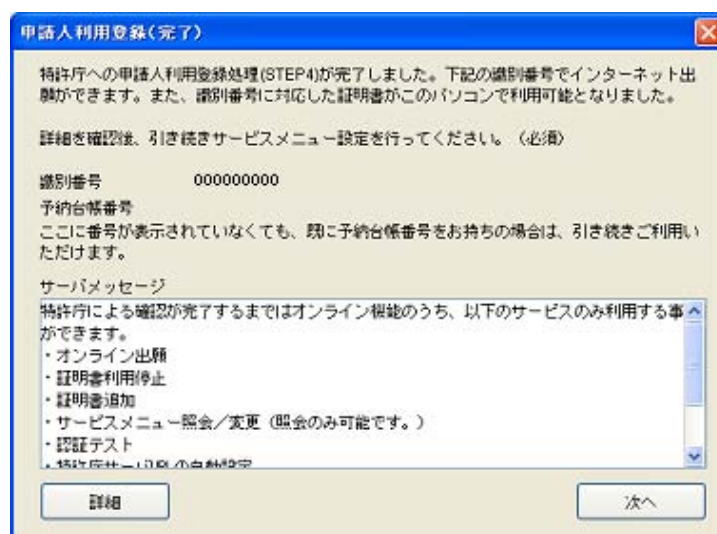 申請人利用登録(完了)
特許庁への申請人利用登録処理(STEP4)が完了しました。下記の識別番号でインターネット出
願ができます。また、識別番号に対応した証明書がこのパソコンで利用可能となりました。
詳細を確認後、引き続きサービスメニュー設定を行ってください。（必須）
識別番号 000000000
予納台帳番号
ここに番号が表示されていなくても、既に予納台帳番号をお持ちの場合は、引き続きご利用い
ただけます。
サーバメッセージ
特許庁による確認が完了するまではオンライン機能のうち、以下のサービスのみ利用する事
ができます。
・オンライン出願
・証明書利用停止
・証明書追加
・サービスメニュー照会／変更（照会のみ可能です。）
・認証テスト
・特許庁サーバURLの自動設定
詳細
次へ